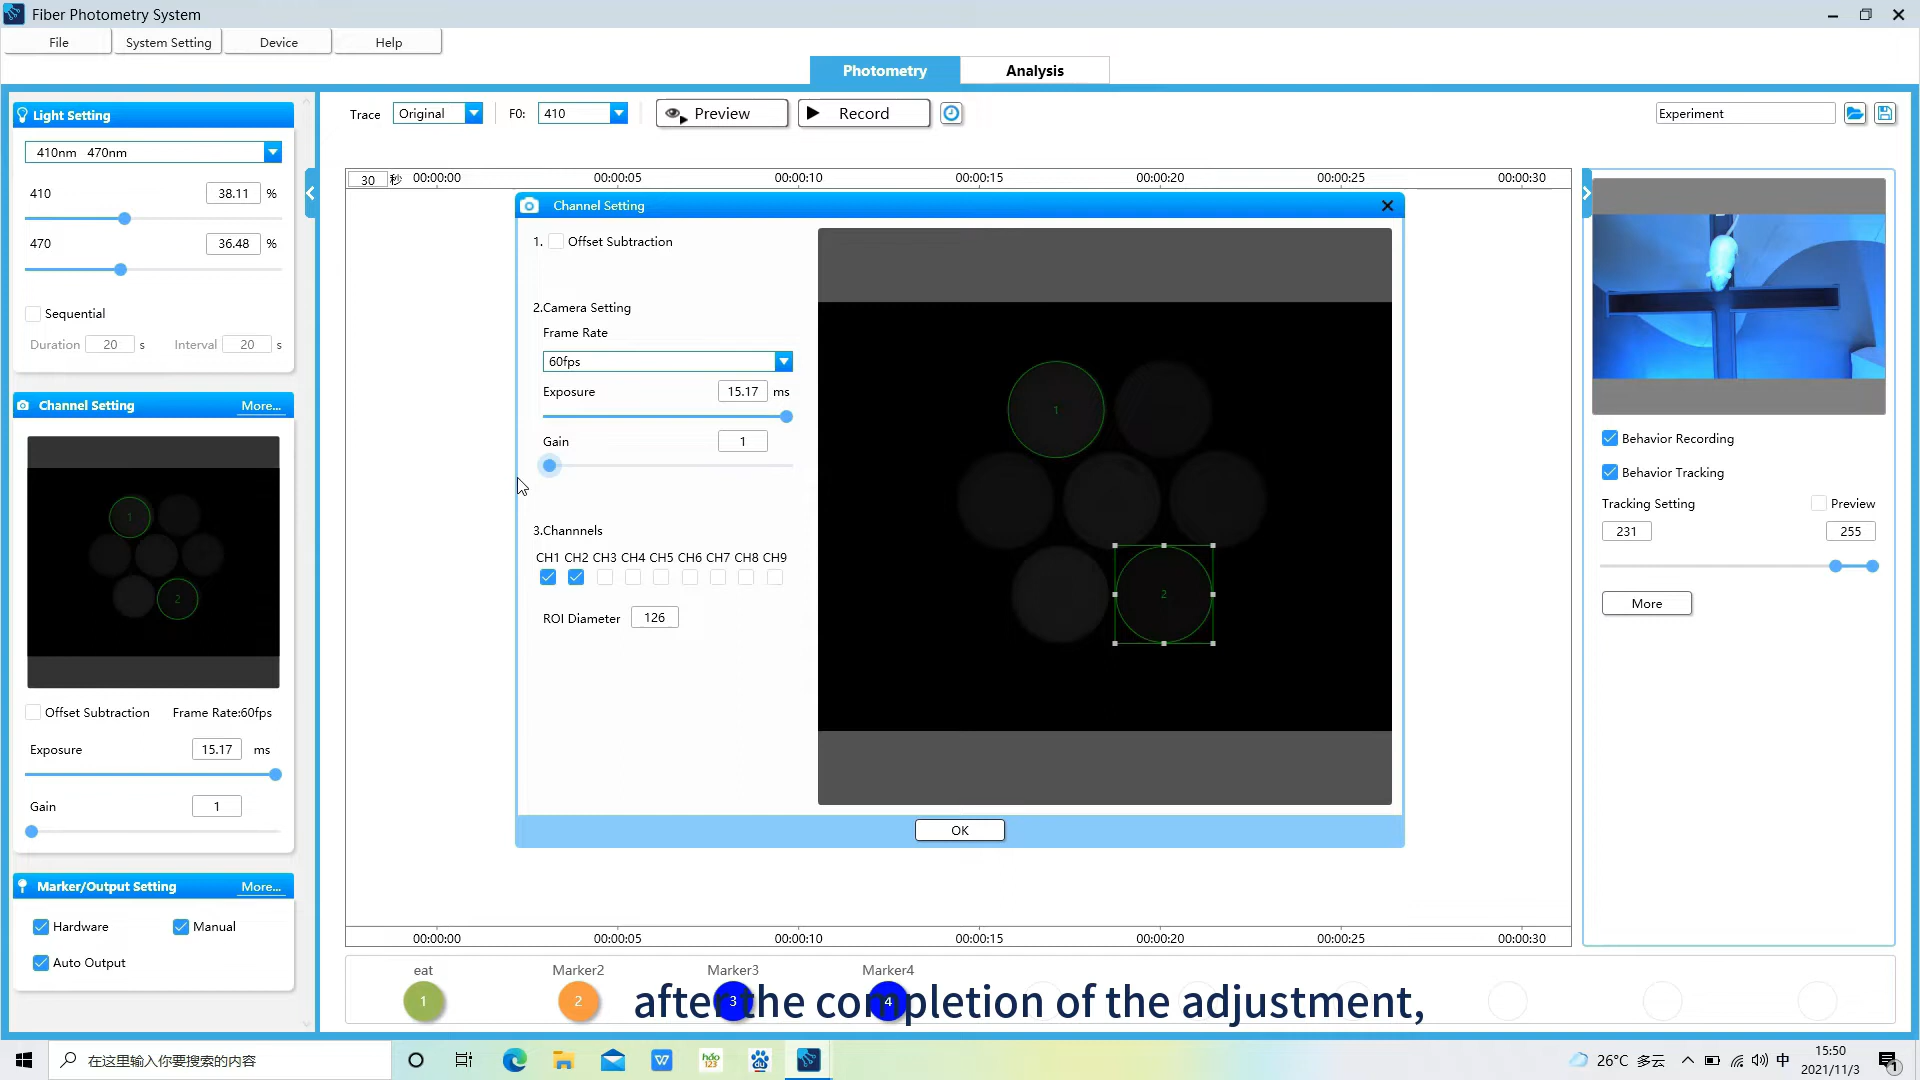 Fiber Photometry System
File System Setting Device Help
Photometry Analysis
Light Setting
410nm 470nm
410 38.11 %
470 36.48 %
Sequential
Duration 20 s Interval 20 s
Channel Setting More...
1
2
Offset Subtraction Frame Rate:60fps
Exposure 15.17 ms
Gain 1
Marker/Output Setting More...
Hardware Manual
Auto Output
Trace Original F0: 410 Preview Record
Experiment
30 秒 00:00:00 00:00:05 00:00:10 00:00:15 00:00:20 00:00:25 00:00:30
Channel Setting
1. Offset Subtraction
2.Camera Setting
Frame Rate
60fps
Exposure 15.17 ms
Gain 1
3.Channnels
CH1 CH2 CH3 CH4 CH5 CH6 CH7 CH8 CH9
ROI Diameter 126
1
2
OK
Behavior Recording
Behavior Tracking
Tracking Setting Preview
231 255
More
00:00:00 00:00:05 00:00:10 00:00:15 00:00:20 00:00:25 00:00:30
eat Marker2 Marker3 Marker4
1 2 3 4
after the completion of the adjustment,
在这里输入你要搜索的内容
hao
123
du
26°C 多云 中 15:50
2021/11/3
1